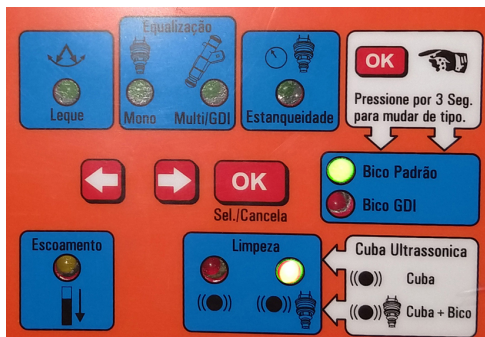 Equalização
Leque
Mono
Multi/GDI
Estanqueidade
OK
Pressione por 3 Seg.
para mudar de tipo.
OK
Sel./Cancela
Bico Padrão
Bico GDI
Escoamento
Limpeza
Cuba Ultrassonica
Cuba
Cuba + Bico